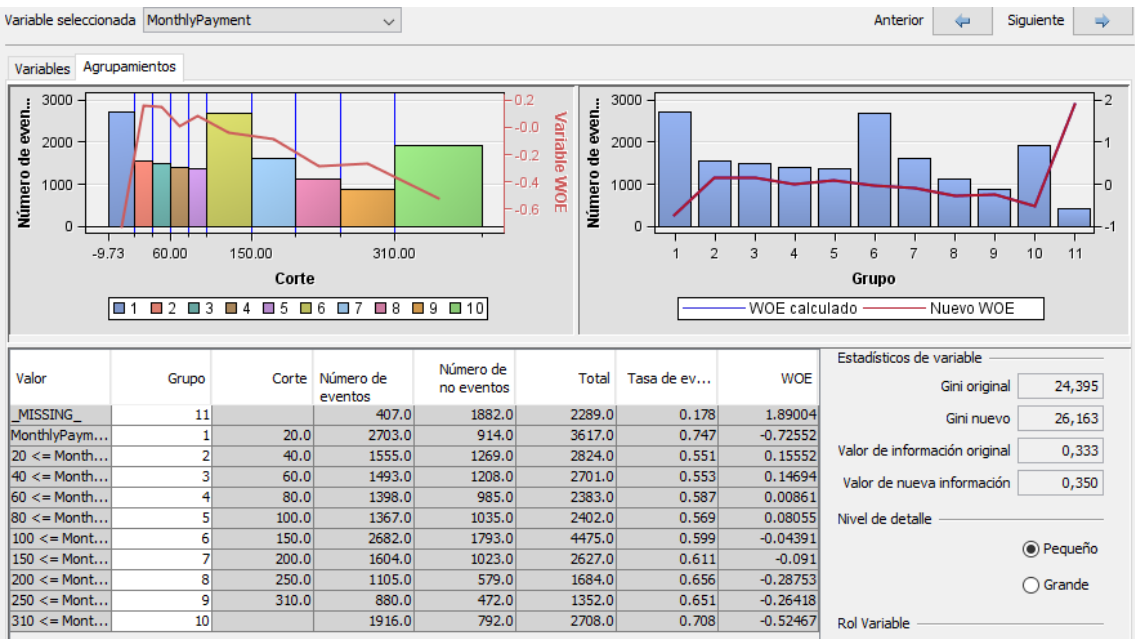 Variable seleccionada MonthlyPayment Anterior Siguiente
Variables Agrupamientos
Número de even...
3000
2000
1000
0
0.2
-0.0
-0.2
-0.4
-0.6
Variable WOE
-9.73 60.00 150.00 310.00
Corte
1 2 3 4 5 6 7 8 9 10
Número de even...
3000
2000
1000
0
2
1
0
-1
1 2 3 4 5 6 7 8 9 10 11
Grupo
WOE calculado Nuevo WOE
Valor Grupo Corte Número de eventos Número de no eventos Total Tasa de ev... WOE
_MISSING_ 11 407.0 1882.0 2289.0 0.178 1.89004
MonthlyPaym... 1 20.0 2703.0 914.0 3617.0 0.747 -0.72552
20 <= Month... 2 40.0 1555.0 1269.0 2824.0 0.551 0.15552
40 <= Month... 3 60.0 1493.0 1208.0 2701.0 0.553 0.14694
60 <= Month... 4 80.0 1398.0 985.0 2383.0 0.587 0.00861
80 <= Month... 5 100.0 1367.0 1035.0 2402.0 0.569 0.08055
100 <= Mont... 6 150.0 2682.0 1793.0 4475.0 0.599 -0.04391
150 <= Mont... 7 200.0 1604.0 1023.0 2627.0 0.611 -0.091
200 <= Mont... 8 250.0 1105.0 579.0 1684.0 0.656 -0.28753
250 <= Mont... 9 310.0 880.0 472.0 1352.0 0.651 -0.26418
310 <= Mont... 10 1916.0 792.0 2708.0 0.708 -0.52467
Estadísticos de variable
Gini original 24,395
Gini nuevo 26,163
Valor de información original 0,333
Valor de nueva información 0,350
Nivel de detalle
Pequeño
Grande
Rol Variable